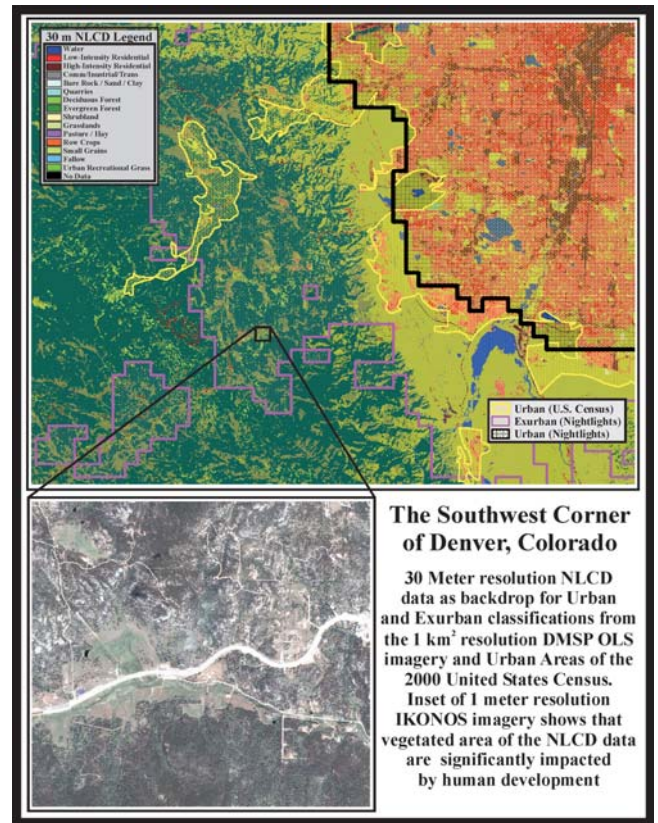 30 m NLCD Legend
Water
Low-Intensity Residential
High-Intensity Residential
Comm/Inustrial/Trans
Bare Rock / Sand / Clay
Quarries
Deciduous Forest
Evergreen Forest
Shrubland
Grasslands
Pasture / Hay
Row Crops
Small Grains
Fallow
Urban Recreational Grass
No Data
Urban (U.S. Census)
Exurban (Nightlights)
Urban (Nightlights)
The Southwest Corner
of Denver, Colorado
30 Meter resolution NLCD
data as backdrop for Urban
and Exurban classifications from
the 1 km² resolution DMSP OLS
imagery and Urban Areas of the
2000 United States Census.
Inset of 1 meter resolution
IKONOS imagery shows that
vegetated area of the NLCD data
are significantly impacted
by human development